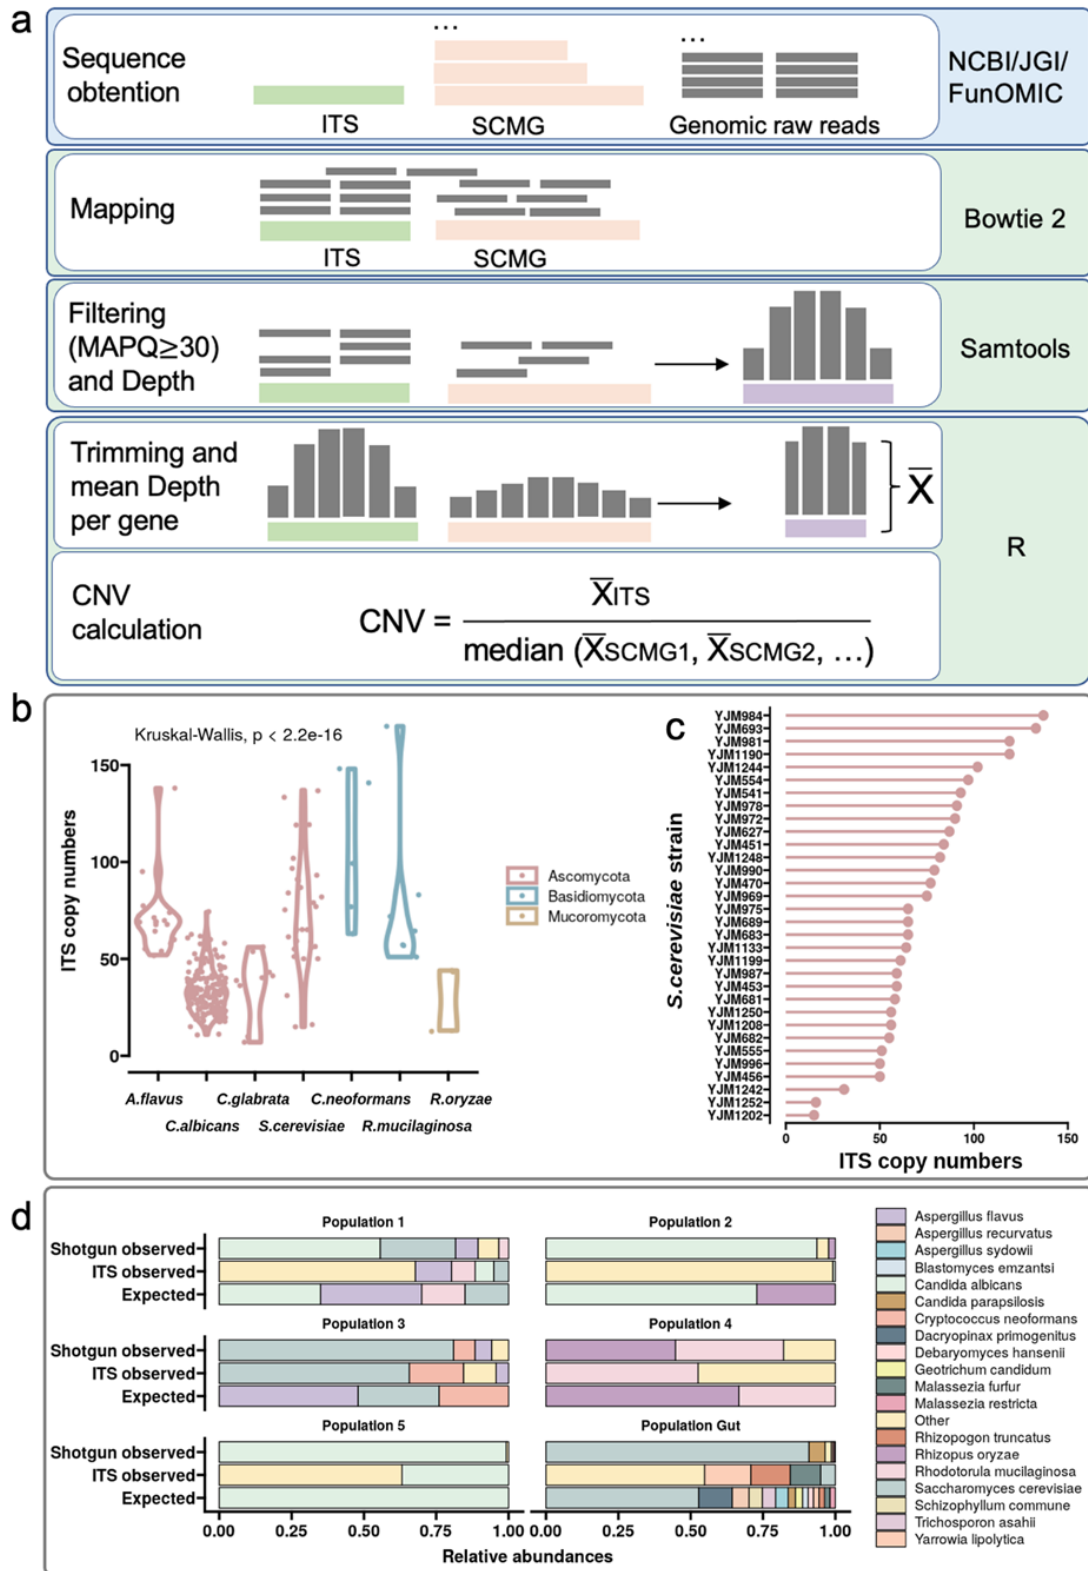 a
Sequence
obtention
...
...
ITS
SCMG
Genomic raw reads
NCBI/JGI/
FunOMIC
Mapping
ITS
SCMG
Bowtie 2
Filtering
(MAPQ≥30)
and Depth
Samtools
Trimming and
mean Depth
per gene
X̅
R
CNV
calculation
CNV =
X̅ITS
median (X̅SCMG1, X̅SCMG2, ...)
b
Kruskal-Wallis, p < 2.2e-16
ITS copy numbers
150
100
50
0
A.flavus
C.albicans
C.glabrata
S.cerevisiae
C.neoformans
R.mucilaginosa
R.oryzae
Ascomycota
Basidiomycota
Mucoromycota
c
S.cerevisiae strain
YJM984
YJM693
YJM981
YJM1190
YJM1244
YJM554
YJM541
YJM978
YJM972
YJM627
YJM451
YJM1248
YJM990
YJM470
YJM969
YJM975
YJM689
YJM683
YJM1133
YJM1199
YJM987
YJM453
YJM681
YJM1250
YJM1208
YJM682
YJM555
YJM996
YJM456
YJM1242
YJM1252
YJM1202
0 50 100 150
ITS copy numbers
d
Population 1
Population 2
Shotgun observed
ITS observed
Expected
Population 3
Population 4
Shotgun observed
ITS observed
Expected
Population 5
Population Gut
Shotgun observed
ITS observed
Expected
0.00 0.25 0.50 0.75 1.00
0.00 0.25 0.50 0.75 1.00
Relative abundances
Aspergillus flavus
Aspergillus recurvatus
Aspergillus sydowii
Blastomyces emzantsi
Candida albicans
Candida parapsilosis
Cryptococcus neoformans
Dacryopinax primogenitus
Debaryomces hansenii
Geotrichum candidum
Malassezia furfur
Malassezia restricta
Other
Rhizopogon truncatus
Rhizopus oryzae
Rhodotorula mucilaginosa
Saccharomyces cerevisiae
Schizophyllum commune
Trichosporon asahii
Yarrowia lipolytica